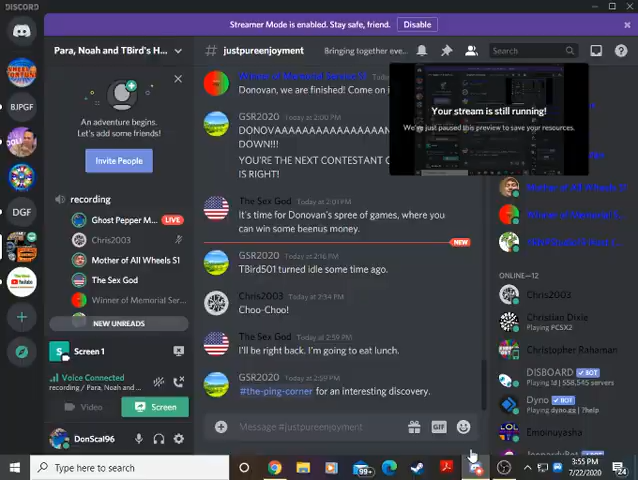 DISCORD
Streamer Mode is enabled. Stay safe, friend.
Disable
Para, Noah and TBird's H...
# justpureenjoyment
Bringing together eve...
Search
An adventure begins.
Let's add some friends!
Invite People
recording
Ghost Pepper M...
LIVE
Chris2003
Mother of All Wheels S1
The Sex God
Winner of Memorial Ser...
NEW UNREADS
BJPGF
DGF
S
Screen 1
Voice Connected
recording / Para, Noah an...
Video
Screen
DonScal96
Winner of Memorial Series S1
Donovan, we are finished! Come on
GSR2020 Today at 2:00 PM
DOWN!!!
YOU'RE THE NEXT CONTESTANT
IS RIGHT!
The Sex God Today at 2:01 PM
It's time for Donovan's spree of games, where you
can win some beenus money.
NEW
GSR2020 Today at 2:16 PM
TBird501 turned idle some time ago.
Chris2003 Today at 2:54 PM
Choo-Choo!
The Sex God Today at 2:59 PM
I'll be right back. I'm going to eat lunch.
GSR2020 Today at 2:59 PM
#the-ping-corner for an interesting discovery.
Message #justpureenjoyment
GIF
Your stream is still running!
We've just paused this preview to save your resources.
Mother of All Wheels S1
ONLINE—12
Chris2003
Christian Dixie
Playing PCSX2
Christopher Rahaman
DISBOARD BOT
Playing !d | 558,545 servers
Dyno BOT
Playing dyno.gg | ?help
Emolnuyasha
Type here to search
99+
3:55 PM
7/22/2020
24